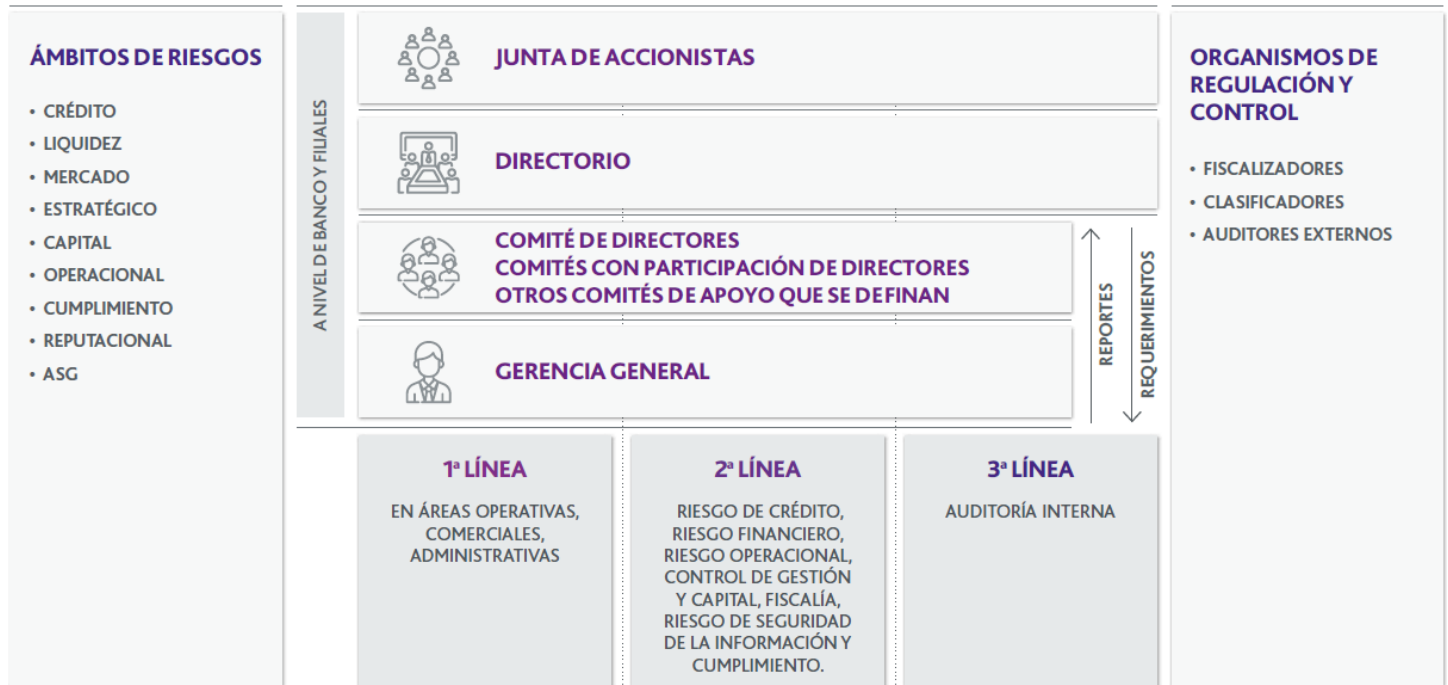 ÁMBITOS DE RIESGOS
• CRÉDITO
• LIQUIDEZ
• MERCADO
• ESTRATÉGICO
• CAPITAL
• OPERACIONAL
• CUMPLIMIENTO
• REPUTACIONAL
• ASG
A NIVEL DE BANCO Y FILIALES
JUNTA DE ACCIONISTAS
DIRECTORIO
COMITÉ DE DIRECTORES
COMITÉS CON PARTICIPACIÓN DE DIRECTORES
OTROS COMITÉS DE APOYO QUE SE DEFINAN
GERENCIA GENERAL
REPORTES
REQUERIMIENTOS
1ª LÍNEA
EN ÁREAS OPERATIVAS,
COMERCIALES,
ADMINISTRATIVAS
2ª LÍNEA
RIESGO DE CRÉDITO,
RIESGO FINANCIERO,
RIESGO OPERACIONAL,
CONTROL DE GESTIÓN
Y CAPITAL, FISCALÍA,
RIESGO DE SEGURIDAD
DE LA INFORMACIÓN Y
CUMPLIMIENTO.
3ª LÍNEA
AUDITORÍA INTERNA
ORGANISMOS DE
REGULACIÓN Y
CONTROL
• FISCALIZADORES
• CLASIFICADORES
• AUDITORES EXTERNOS